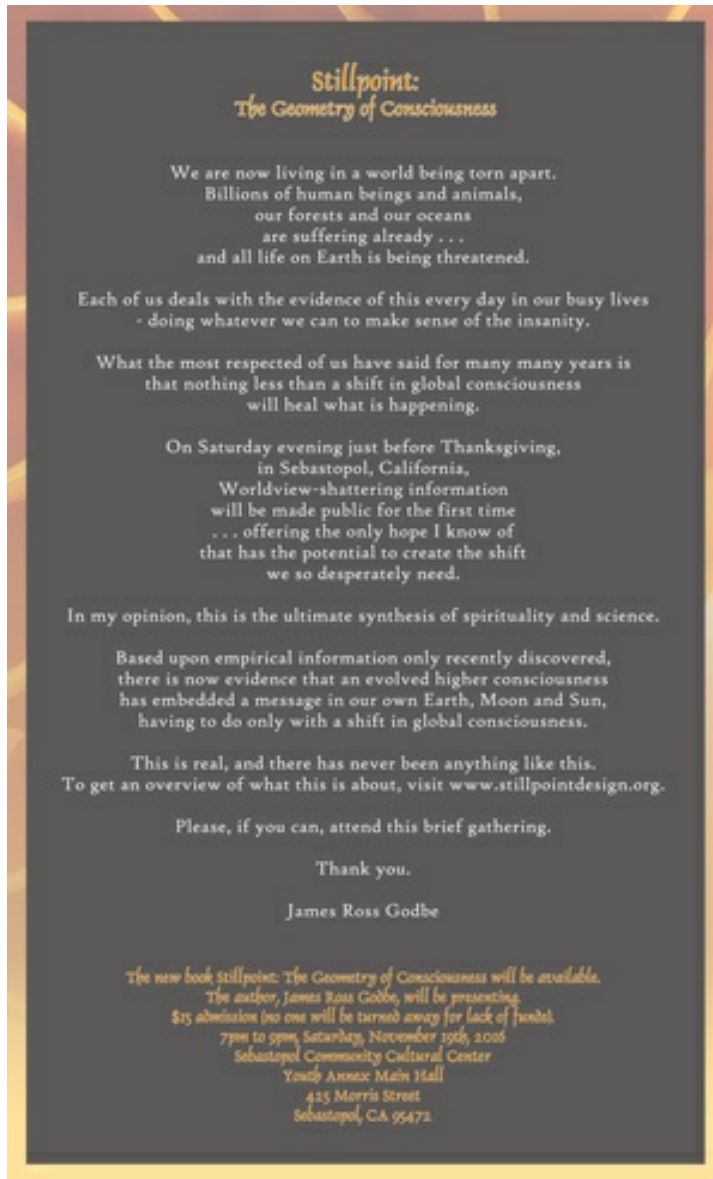 Stillpoint:
The Geometry of Consciousness
We are now living in a world being torn apart.
Billions of human beings and animals,
our forests and our oceans
are suffering already . . .
and all life on Earth is being threatened.
Each of us deals with the evidence of this every day in our busy lives
- doing whatever we can to make sense of the insanity.
What the most respected of us have said for many many years is
that nothing less than a shift in global consciousness
will heal what is happening.
On Saturday evening just before Thanksgiving,
in Sebastopol, California,
Worldview-shattering information
will be made public for the first time
. . . offering the only hope I know of
that has the potential to create the shift
we so desperately need.
In my opinion, this is the ultimate synthesis of spirituality and science.
Based upon empirical information only recently discovered,
there is now evidence that an evolved higher consciousness
has embedded a message in our own Earth, Moon and Sun,
having to do only with a shift in global consciousness.
This is real, and there has never been anything like this.
To get an overview of what this is about, visit www.stillpointdesign.org.
Please, if you can, attend this brief gathering.
Thank you.
James Ross Godbe
The new book Stillpoint: The Geometry of Consciousness will be available.
The author, James Ross Godbe, will be presenting.
$15 admission (no one will be turned away for lack of funds).
7pm to 9pm, Saturday, November 19th, 2016
Sebastopol Community Cultural Center
Youth Annex Main Hall
425 Morris Street
Sebastopol, CA 95472